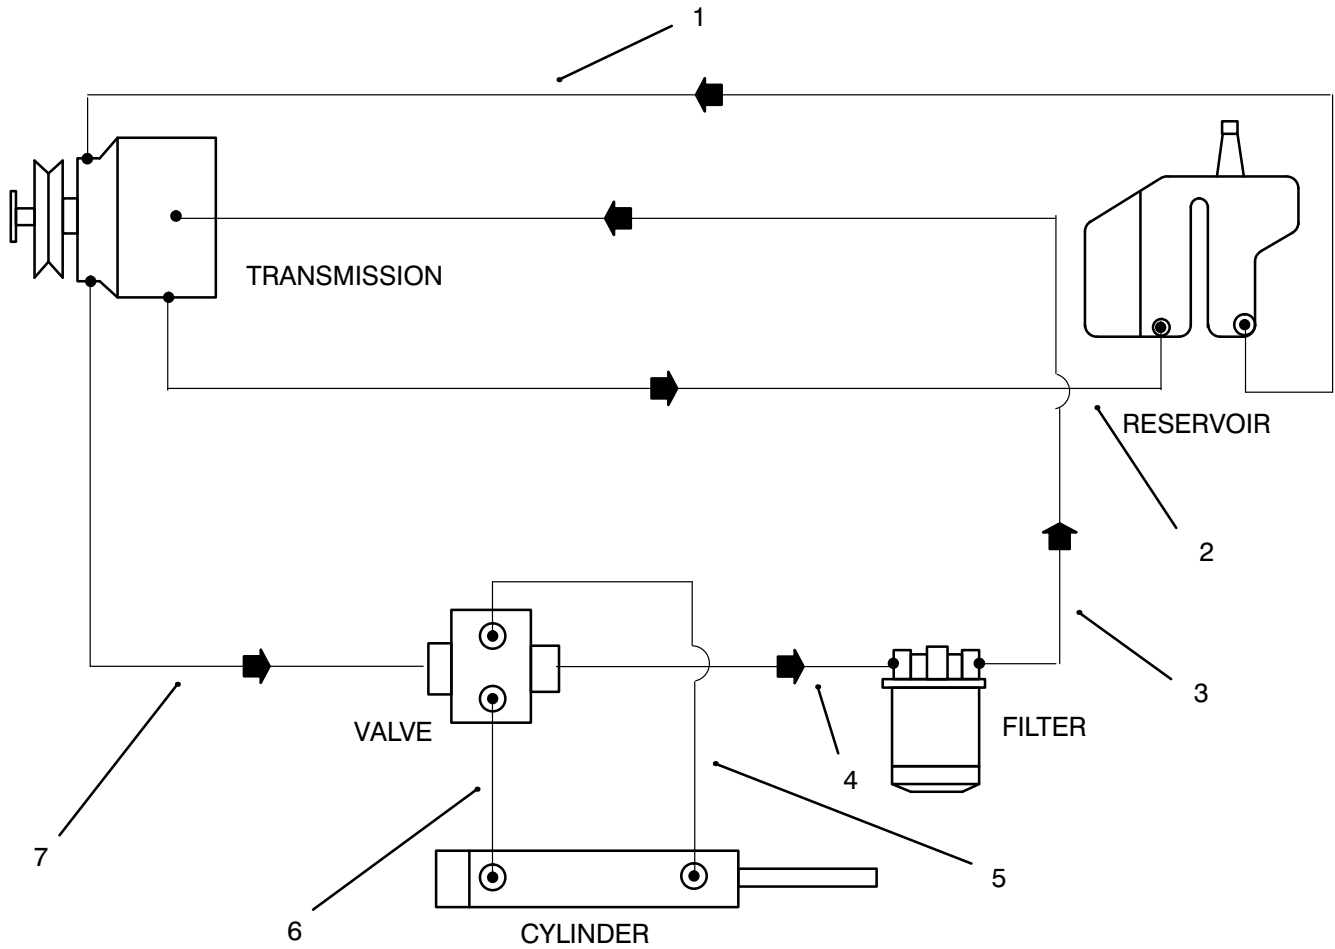 1
TRANSMISSION
RESERVOIR
2
3
VALVE
FILTER
4
7
5
6
CYLINDER